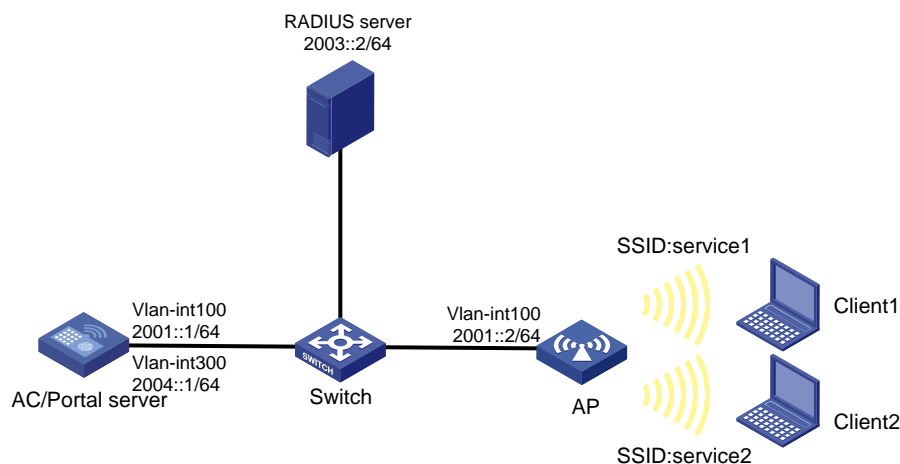 RADIUS server
2003::2/64
SSID:service1
Vlan-int100
2001::1/64
Vlan-int300
2004::1/64
AC/Portal server
SWITCH
Switch
Vlan-int100
2001::2/64
AP
Client1
Client2
SSID:service2